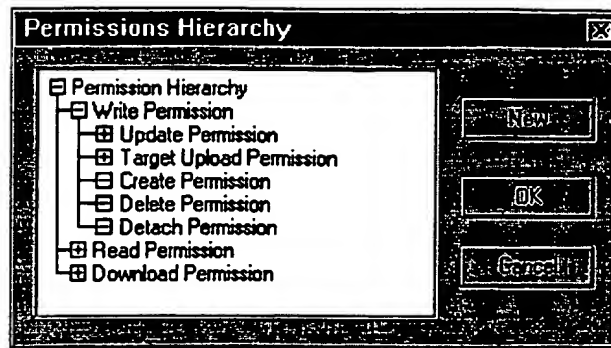 Permissions Hierarchy
Permission Hierarchy
Write Permission
Update Permission
Target Upload Permission
Create Permission
Delete Permission
Detach Permission
Read Permission
Download Permission
New
OK
Cancel